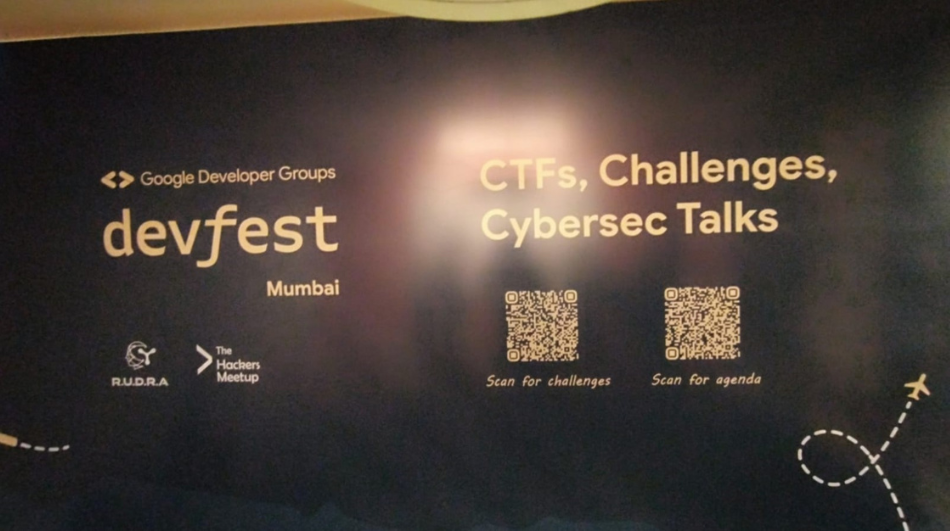 <> Google Developer Groups
devfest
Mumbai
R.U.D.R.A
The
Hackers
Meetup
CTFs, Challenges,
Cybersec Talks
Scan for challenges
Scan for agenda